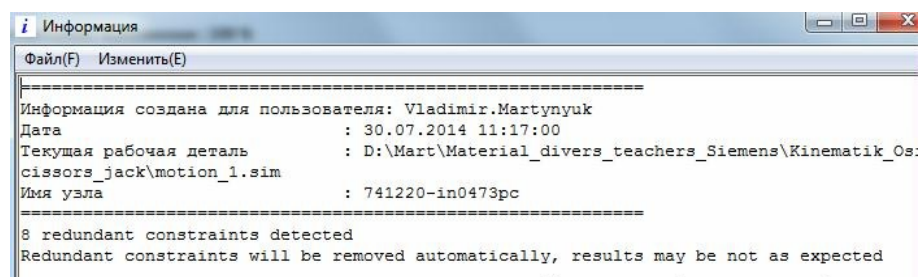 Информация
Файл(F) Изменить(E)
================================================================
Информация создана для пользователя: Vladimir.Martynyuk
Дата : 30.07.2014 11:17:00
Текущая рабочая деталь : D:\Mart\Material_divers_teachers_Siemens\Kinematik_Os
cissors_jack\motion_1.sim
Имя узла : 741220-in0473pc
================================================================
8 redundant constraints detected
Redundant constraints will be removed automatically, results may be not as expected